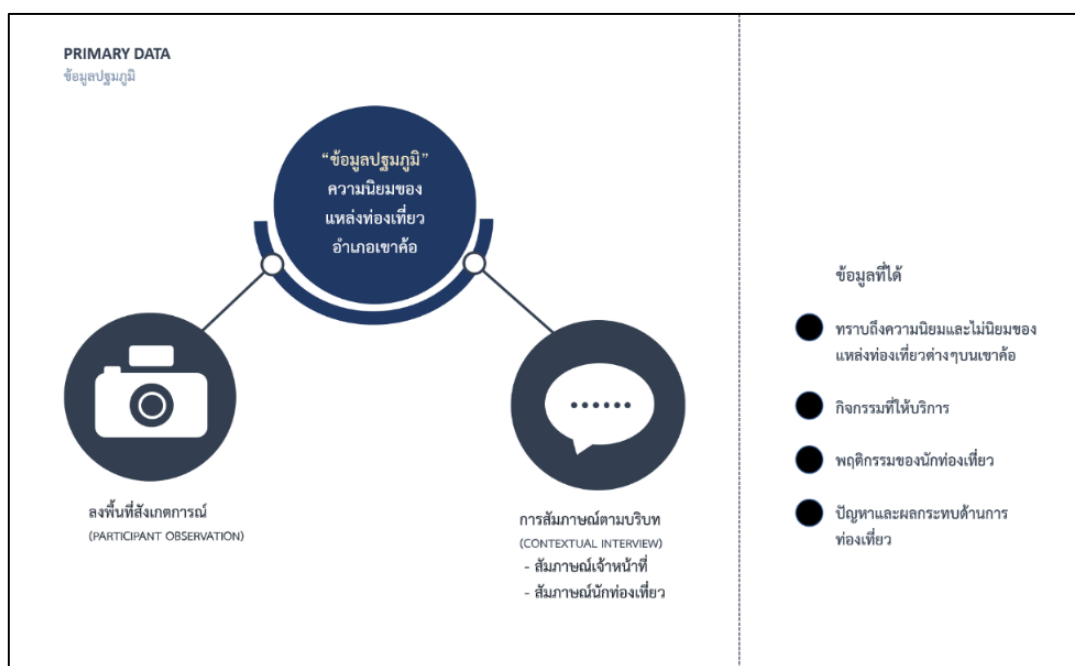 PRIMARY DATA
ข้อมูลปฐมภูมิ
“ข้อมูลปฐมภูมิ”
ความนิยมของ
แหล่งท่องเที่ยว
อำเภอเขาค้อ
ลงพื้นที่สังเกตการณ์
(PARTICIPANT OBSERVATION)
การสัมภาษณ์ตามบริบท
(CONTEXTUAL INTERVIEW)
- สัมภาษณ์เจ้าหน้าที่
- สัมภาษณ์นักท่องเที่ยว
ข้อมูลที่ได้
ทราบถึงความนิยมและไม่นิยมของ
แหล่งท่องเที่ยวต่างๆบนเขาค้อ
กิจกรรมที่ให้บริการ
พฤติกรรมของนักท่องเที่ยว
ปัญหาและผลกระทบด้านการ
ท่องเที่ยว